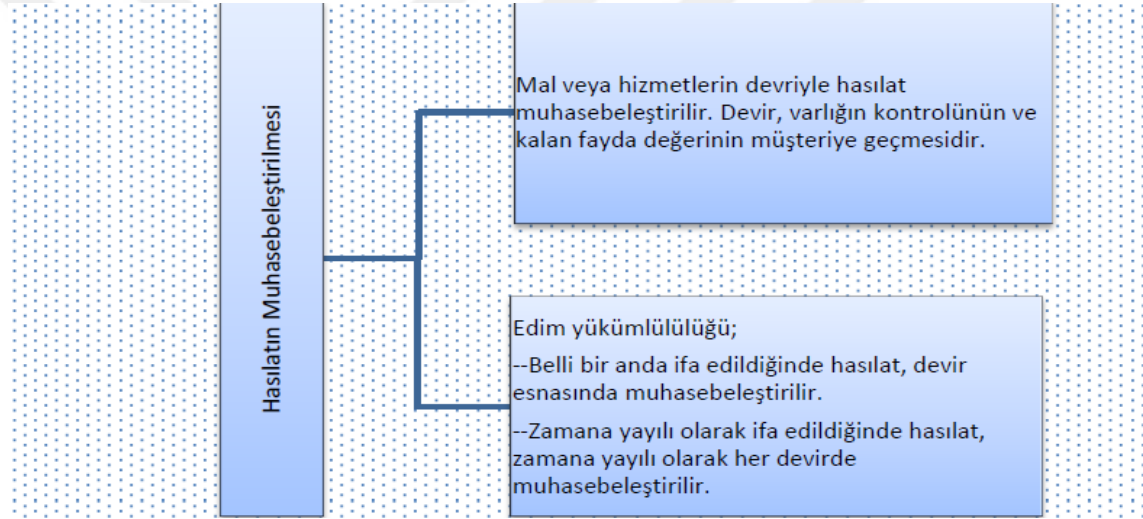 Hasılatın Muhasebeleştirilmesi
Mal veya hizmetlerin devriyle hasılat
muhasebeleştirilir. Devir, varlığın kontrolünün ve
kalan fayda değerinin müşteriye geçmesidir.
Edim yükümlülülüğü;
--Belli bir anda ifa edildiğinde hasılat, devir
esnasında muhasebeleştirilir.
--Zamana yayılı olarak ifa edildiğinde hasılat,
zamana yayılı olarak her devirde
muhasebeleştirilir.